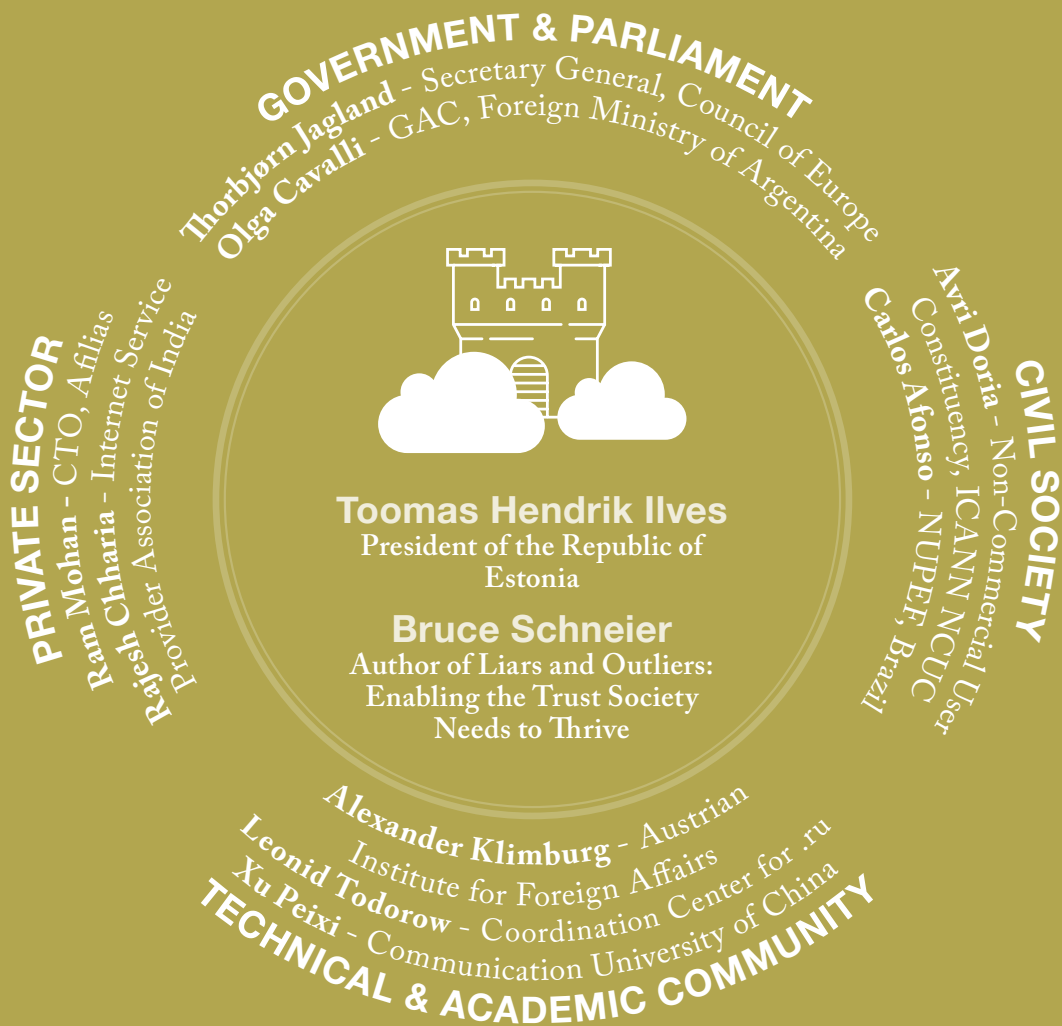 GOVERNMENT & PARLIAMENT
Thorbjørn Jagland - Secretary General, Council of Europe
Olga Cavalli - GAC, Foreign Ministry of Argentina
PRIVATE SECTOR
Ram Mohan - CTO, Afilias
Rajesh Chharia - Internet Service
Provider Association of India
Toomas Hendrik Ilves
President of the Republic of
Estonia
Bruce Schneier
Author of Liars and Outliers:
Enabling the Trust Society
Needs to Thrive
CIVIL SOCIETY
Avri Doria - Non-Commercial User
Constituency, ICANN NCUC
Carlos Afonso - NUPEF, Brazil
Alexander Klimburg - Austrian
Institute for Foreign Affairs
Leonid Todorow - Coordination Center for .ru
Xu Peixi - Communication University of China
TECHNICAL & ACADEMIC COMMUNITY